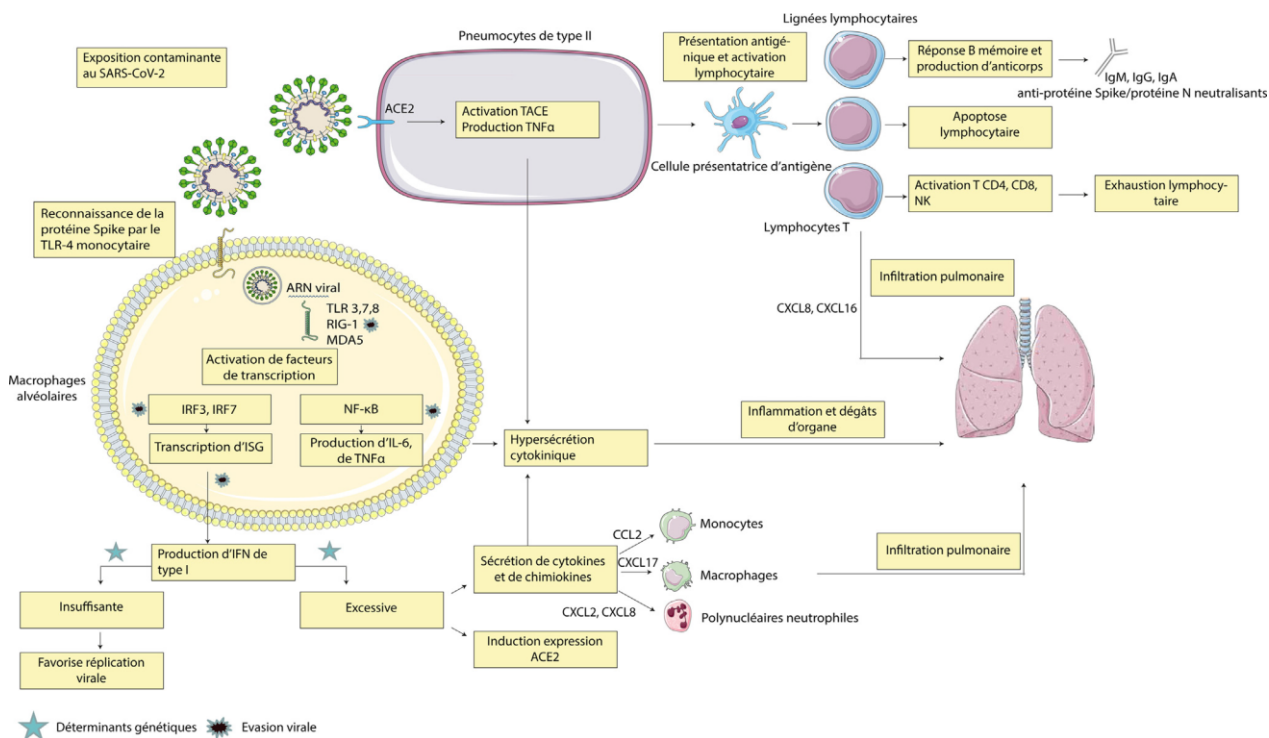 Exposition contaminante
au SARS-CoV-2
Pneumocytes de type II
ACE2
Activation TACE
Production TNFα
Présentation antigé-
nique et activation
lymphocytaire
Cellule présentatrice d'antigène
Lignées lymphocytaires
Réponse B mémoire et
production d'anticorps
IgM, IgG, IgA
anti-protéine Spike/protéine N neutralisants
Apoptose
lymphocytaire
Activation T CD4, CD8,
NK
Exhaustion lymphocy-
taire
Lymphocytes T
Reconnaissance de la
protéine Spike par le
TLR-4 monocytaire
ARN viral
TLR 3,7,8
RIG-1
MDA5
Activation de facteurs
de transcription
Macrophages
alvéolaires
IRF3, IRF7
NF-κB
Transcription d'ISG
Production d'IL-6,
de TNFα
Infiltration pulmonaire
CXCL8, CXCL16
Hypersécrétion
cytokinique
Inflammation et dégâts
d'organe
Production d'IFN de
type I
Insuffisante
Excessive
Favorise réplication
virale
Sécrétion de cytokines
et de chimiokines
Induction expression
ACE2
CCL2
Monocytes
CXCL17
Macrophages
CXCL2, CXCL8
Polynucléaires neutrophiles
Infiltration pulmonaire
Déterminants génétiques
Evasion virale